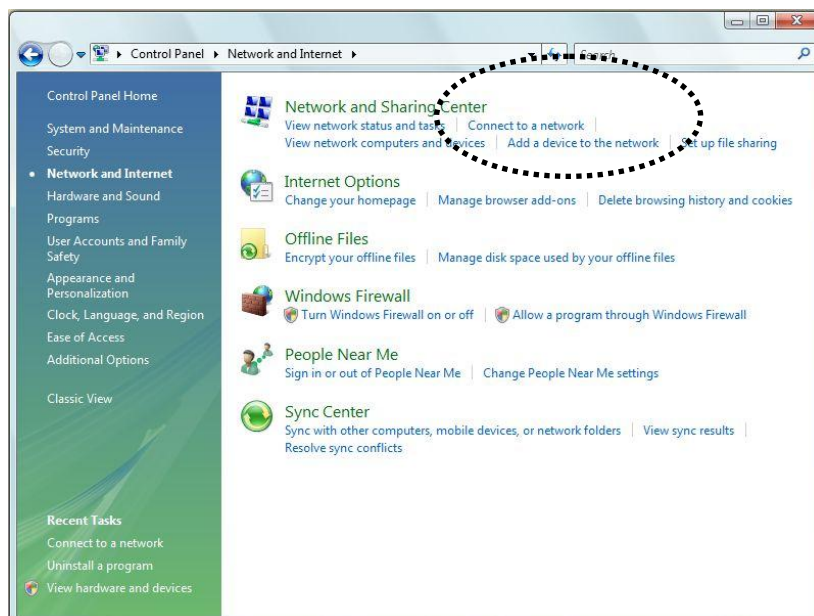 Control Panel ▸ Network and Internet ▸
Search
Control Panel Home
System and Maintenance
Security
Network and Internet
Hardware and Sound
Programs
User Accounts and Family
Safety
Appearance and
Personalization
Clock, Language, and Region
Ease of Access
Additional Options
Classic View
Recent Tasks
Connect to a network
Uninstall a program
View hardware and devices
Network and Sharing Center
View network status and tasks | Connect to a network |
View network computers and devices | Add a device to the network | Set up file sharing
Internet Options
Change your homepage | Manage browser add-ons | Delete browsing history and cookies
Offline Files
Encrypt your offline files | Manage disk space used by your offline files
Windows Firewall
Turn Windows Firewall on or off | Allow a program through Windows Firewall
People Near Me
Sign in or out of People Near Me | Change People Near Me settings
Sync Center
Sync with other computers, mobile devices, or network folders | View sync results |
Resolve sync conflicts